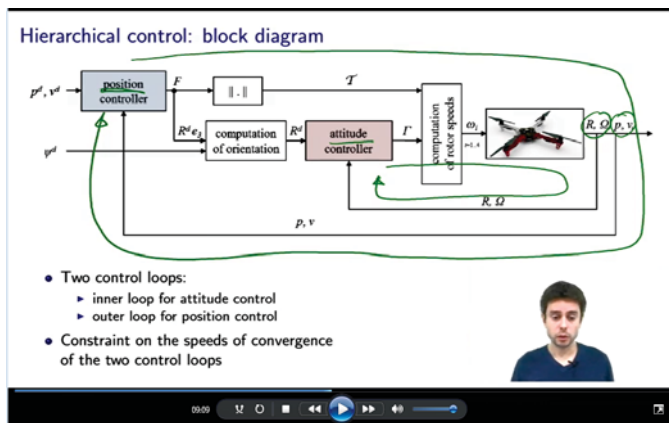 Hierarchical control: block diagram
p^d, v^d
position
controller
F
|| . ||
𝒯
R^d e_3
computation
of orientation
R^d
attitude
controller
Γ
computation
of rotor speeds
ω_i
i=1..4
R, Ω
p, v
ψ^d
R, Ω
p, v
• Two control loops:
▶ inner loop for attitude control
▶ outer loop for position control
• Constraint on the speeds of convergence
of the two control loops
09:09